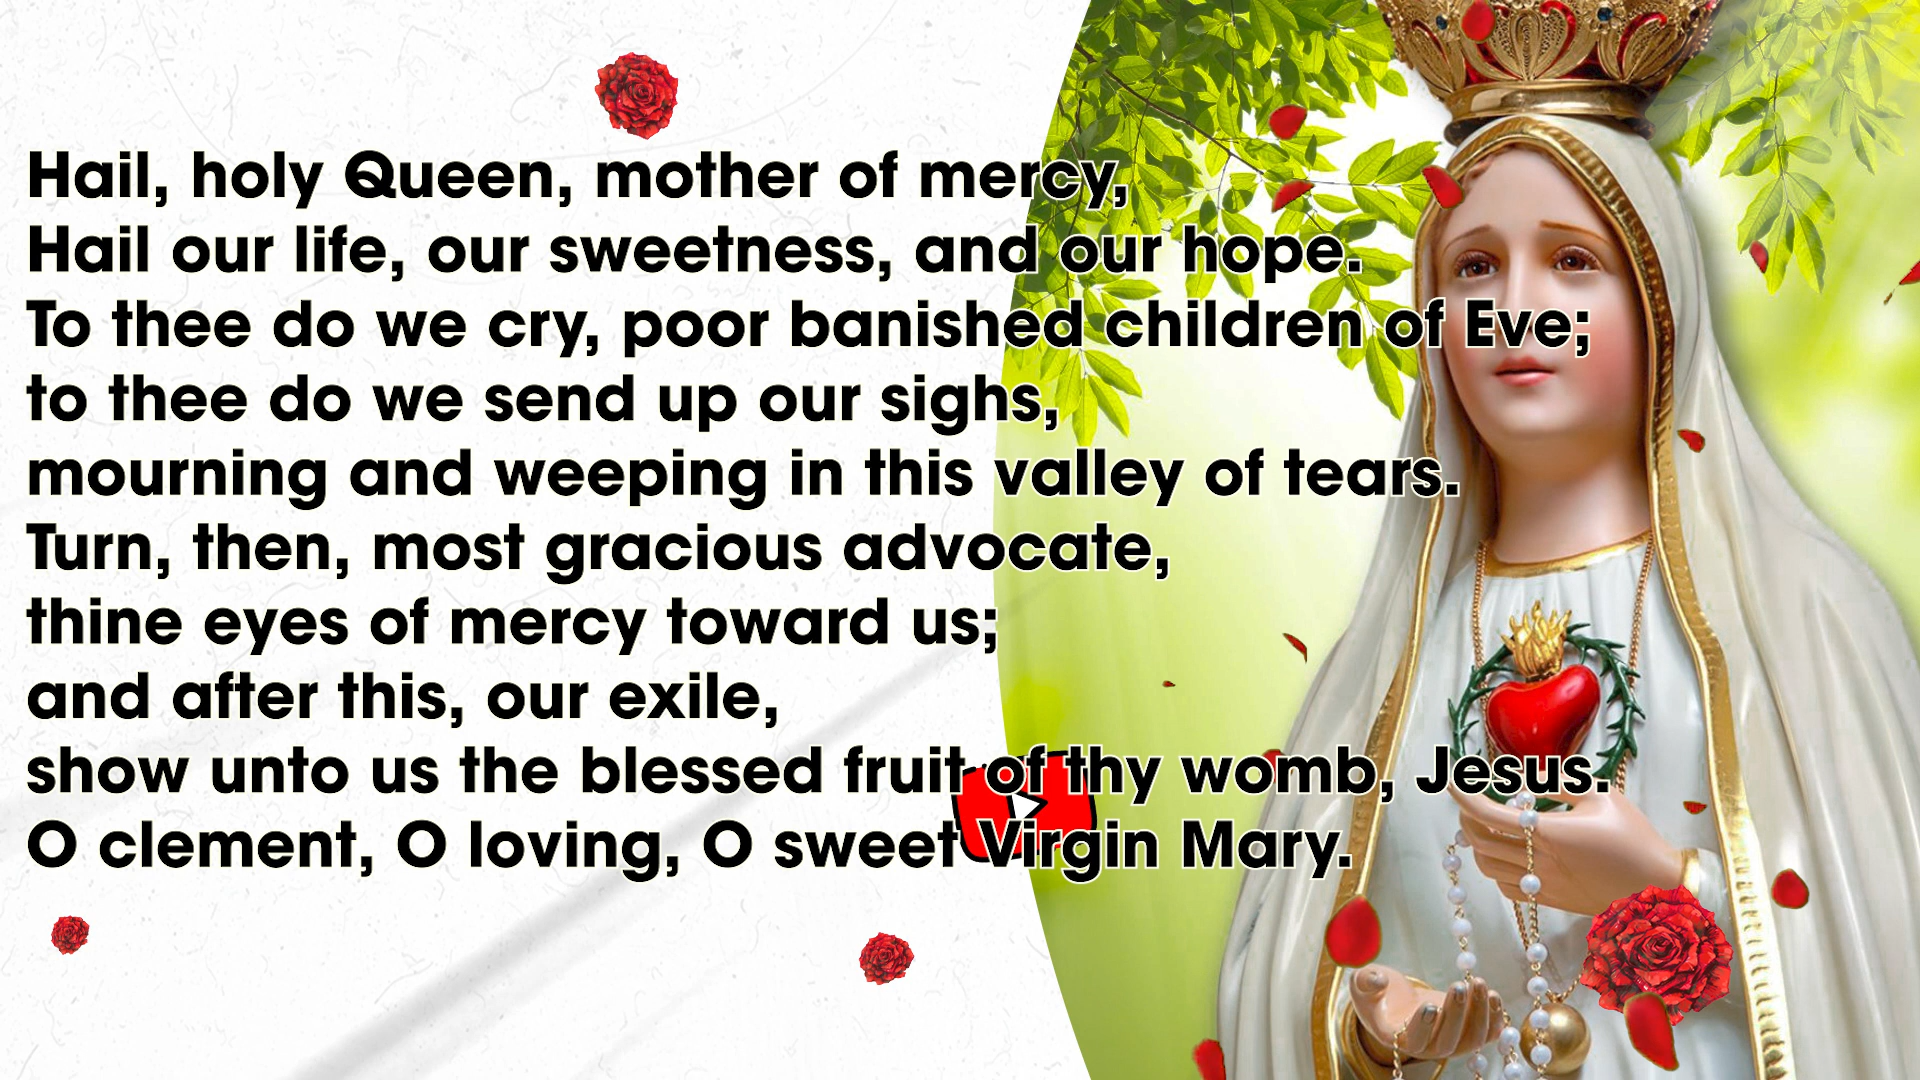 Hail, holy Queen, mother of mercy,
Hail our life, our sweetness, and our hope.
To thee do we cry, poor banished children of Eve;
to thee do we send up our sighs,
mourning and weeping in this valley of tears.
Turn, then, most gracious advocate,
thine eyes of mercy toward us;
and after this, our exile,
show unto us the blessed fruit of thy womb, Jesus.
O clement, O loving, O sweet Virgin Mary.